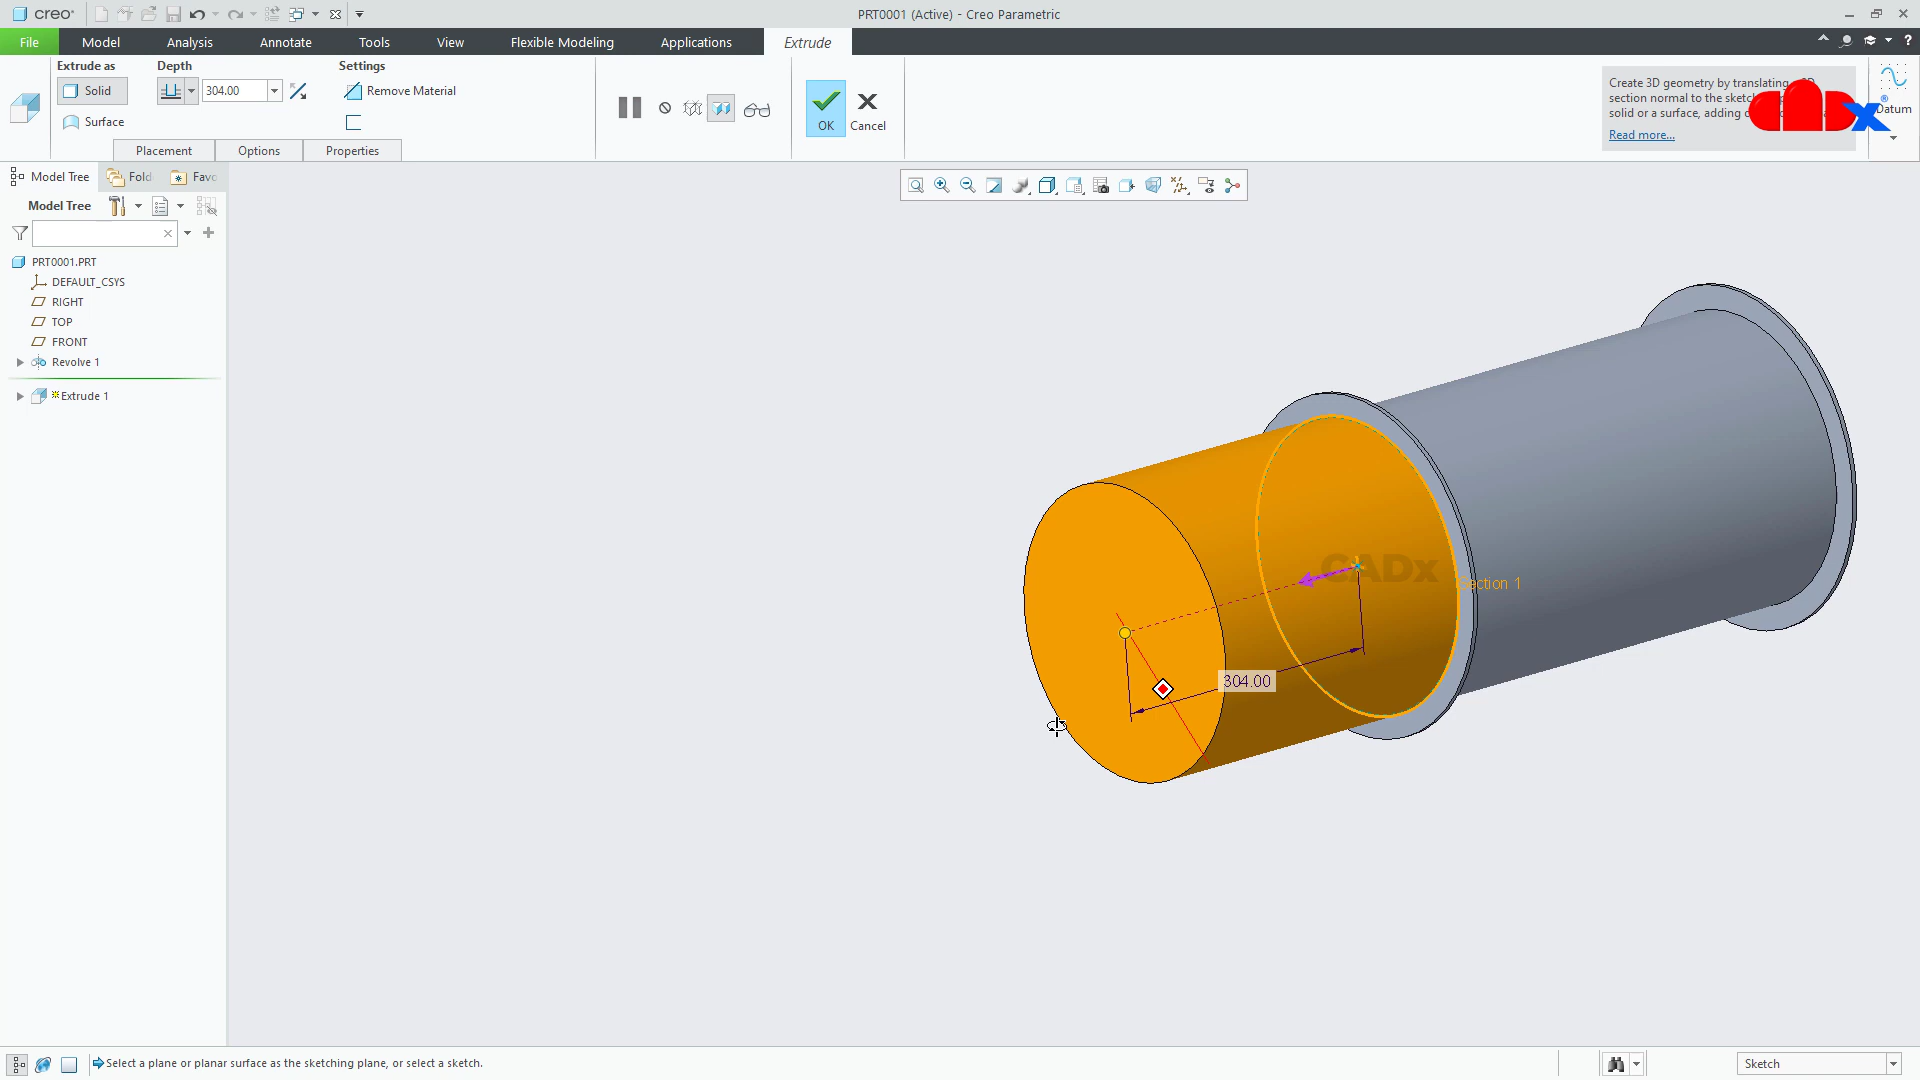 creo®
PRT0001 (Active) - Creo Parametric
File
Model
Analysis
Annotate
Tools
View
Flexible Modeling
Applications
Extrude
Extrude as
Solid
Surface
Depth
304.00
Settings
Remove Material
OK
Cancel
Placement
Options
Properties
Create 3D geometry by translating
section normal to the
solid or a surface, adding
Read more...
CADx
Datum
Model Tree
Fold
Favo
Model Tree
PRT0001.PRT
DEFAULT_CSYS
RIGHT
TOP
FRONT
Revolve 1
Extrude 1
CADx
Section 1
304.00
Select a plane or planar surface as the sketching plane, or select a sketch.
Sketch